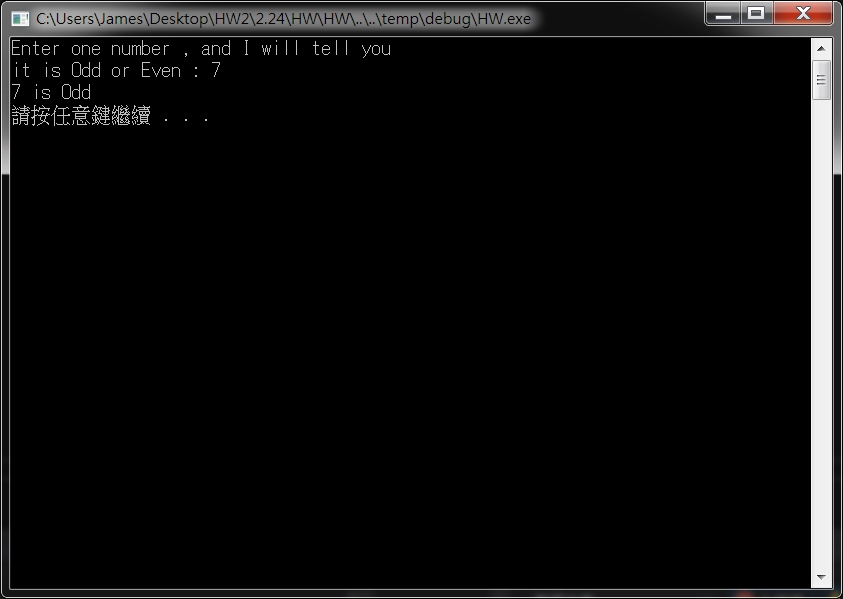 C:\Users\James\Desktop\HW2\2.24\HW\HW\..\..\temp\debug\HW.exe
Enter one number , and I will tell you
it is Odd or Even : 7
7 is Odd
請按任意鍵繼續 . . .